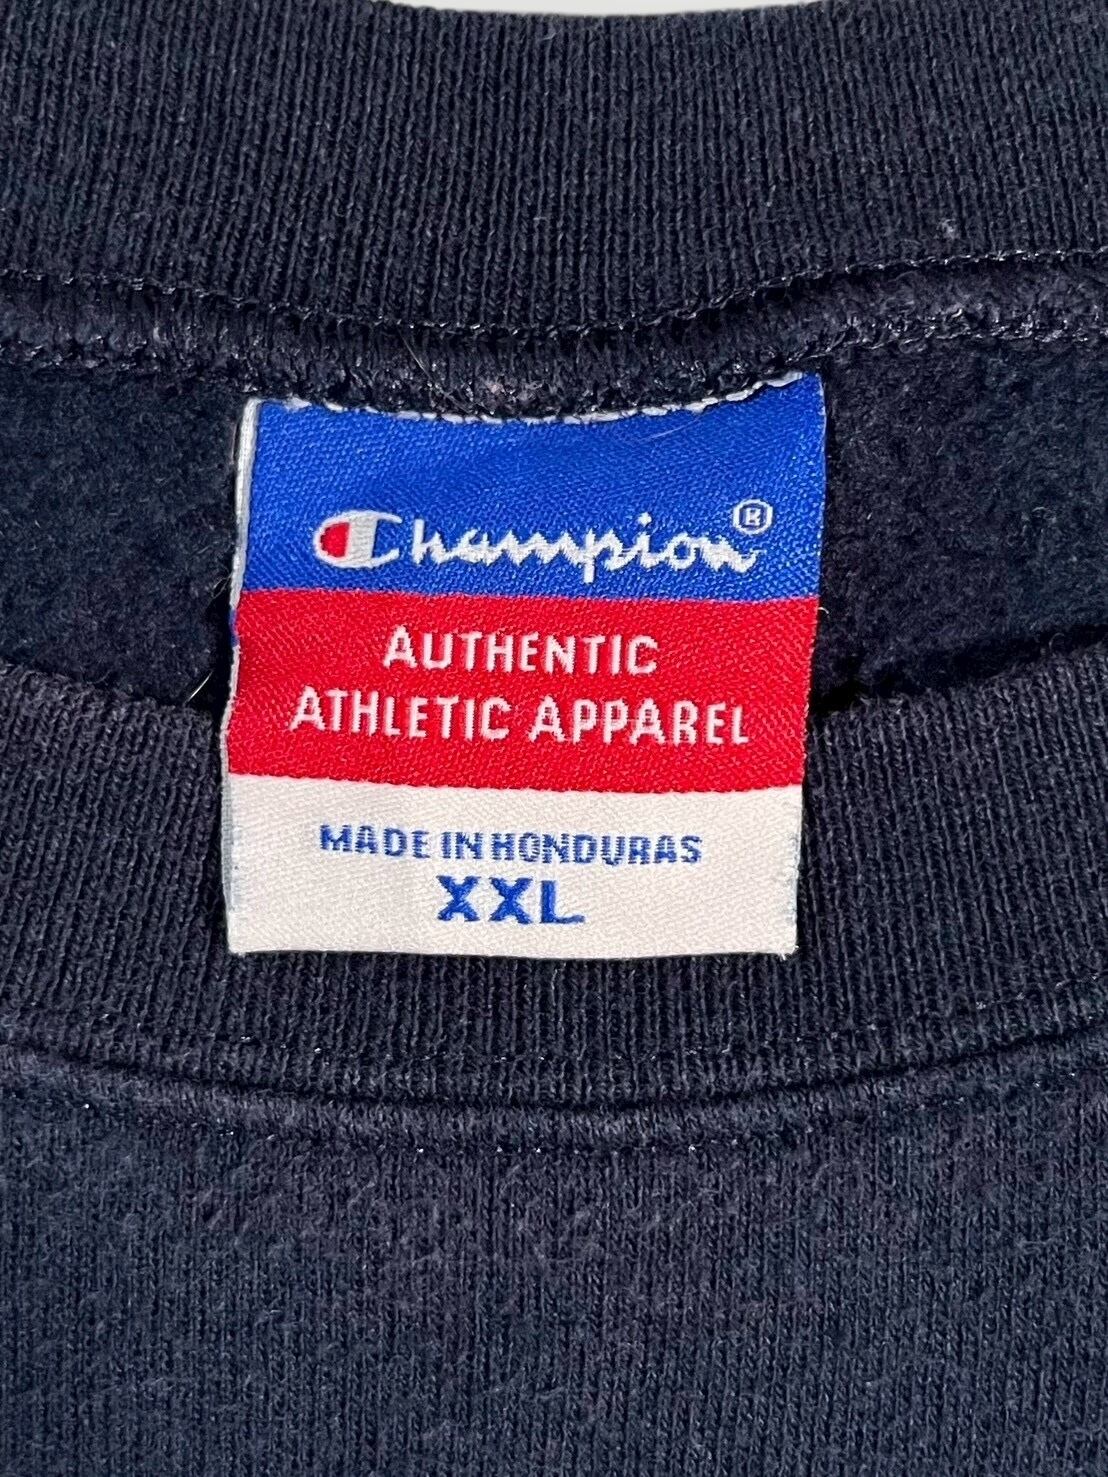 Champion®
AUTHENTIC
ATHLETIC APPAREL
MADE IN HONDURAS
XXL